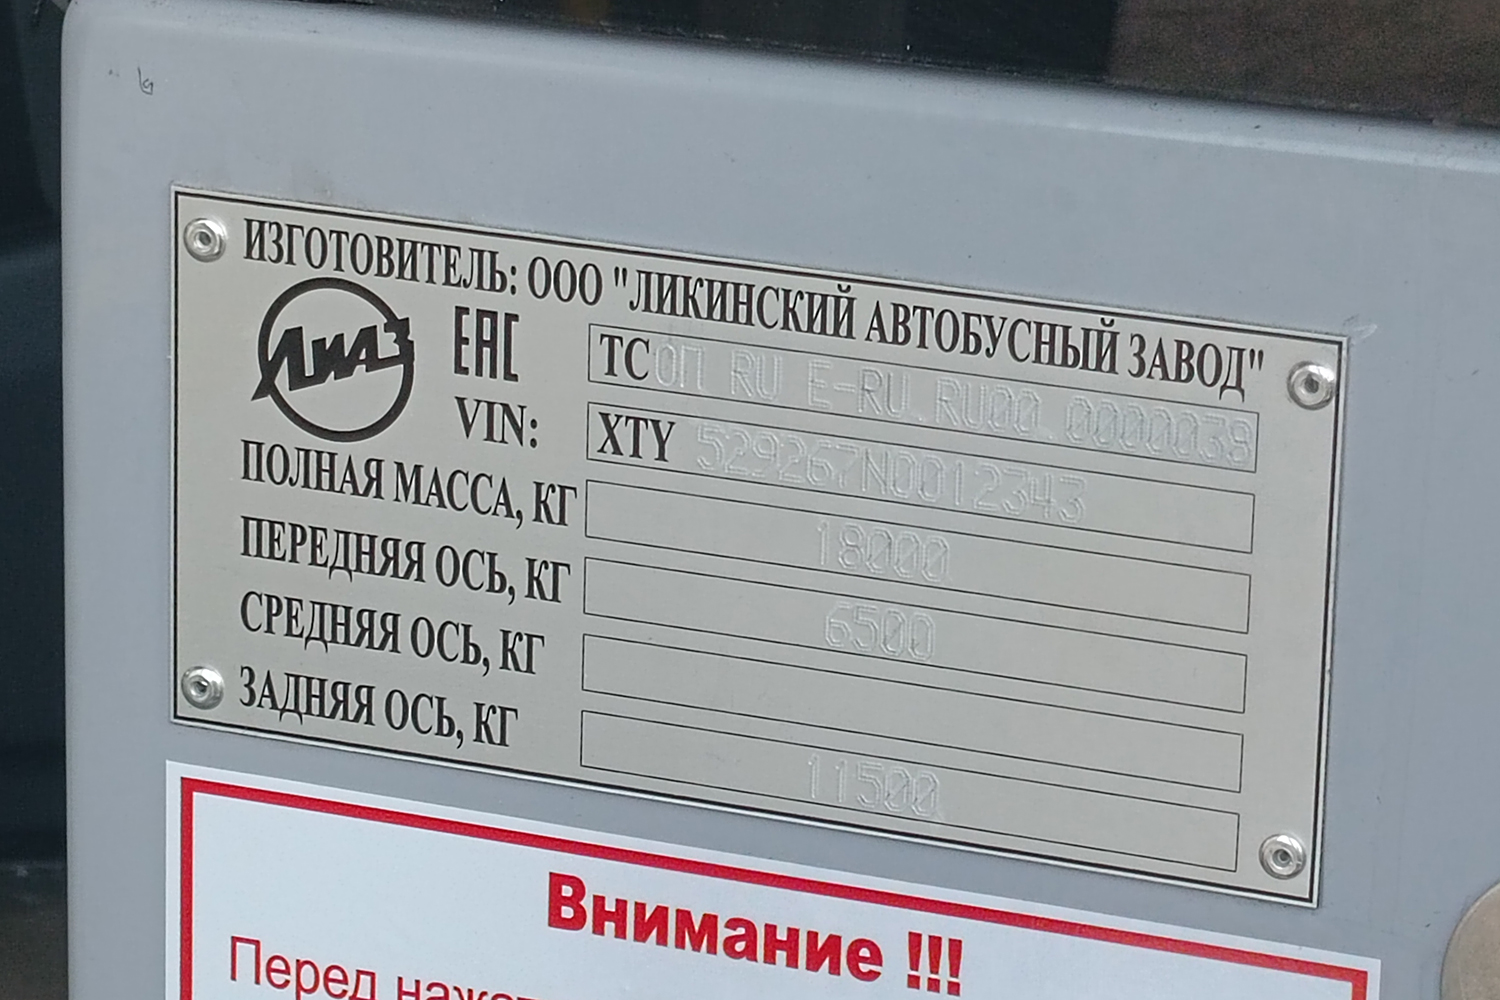 ИЗГОТОВИТЕЛЬ: ООО "ЛИКИНСКИЙ АВТОБУСНЫЙ ЗАВОД"
ЛИАЗ
ЕАС ТС ОП RU E-RU.RU00.0000038
VIN: XTY 529267N0012343
ПОЛНАЯ МАССА, КГ 18000
ПЕРЕДНЯЯ ОСЬ, КГ 6500
СРЕДНЯЯ ОСЬ, КГ
ЗАДНЯЯ ОСЬ, КГ 11500
Внимание !!!
Перед